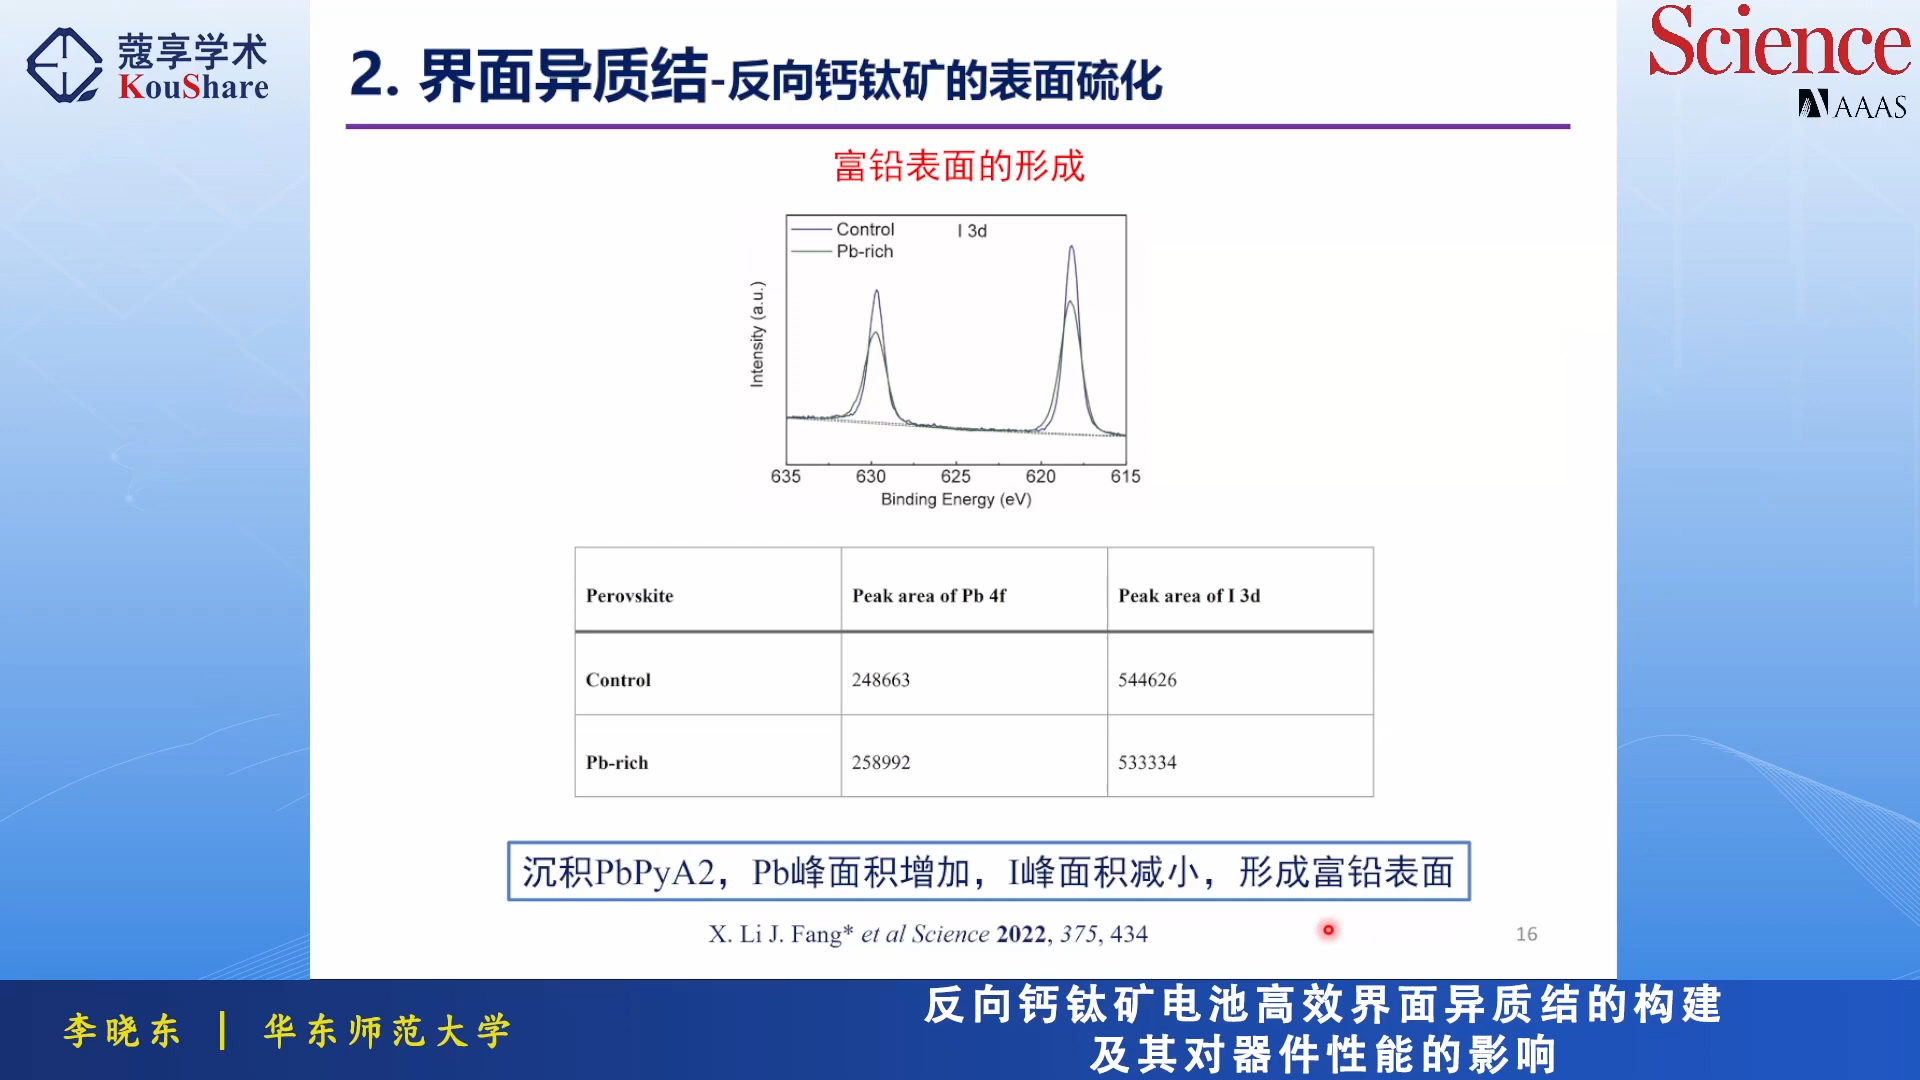 蔻享学术
KouShare
Science
AAAS
2. 界面异质结-反向钙钛矿的表面硫化
富铅表面的形成
Control
I 3d
Pb-rich
Intensity (a.u.)
635 630 625 620 615
Binding Energy (eV)
Perovskite Peak area of Pb 4f Peak area of I 3d
Control 248663 544626
Pb-rich 258992 533334
沉积PbPyA2，Pb峰面积增加，I峰面积减小，形成富铅表面
X. Li J. Fang* et al Science 2022, 375, 434
16
李晓东 | 华东师范大学
反向钙钛矿电池高效界面异质结的构建
及其对器件性能的影响